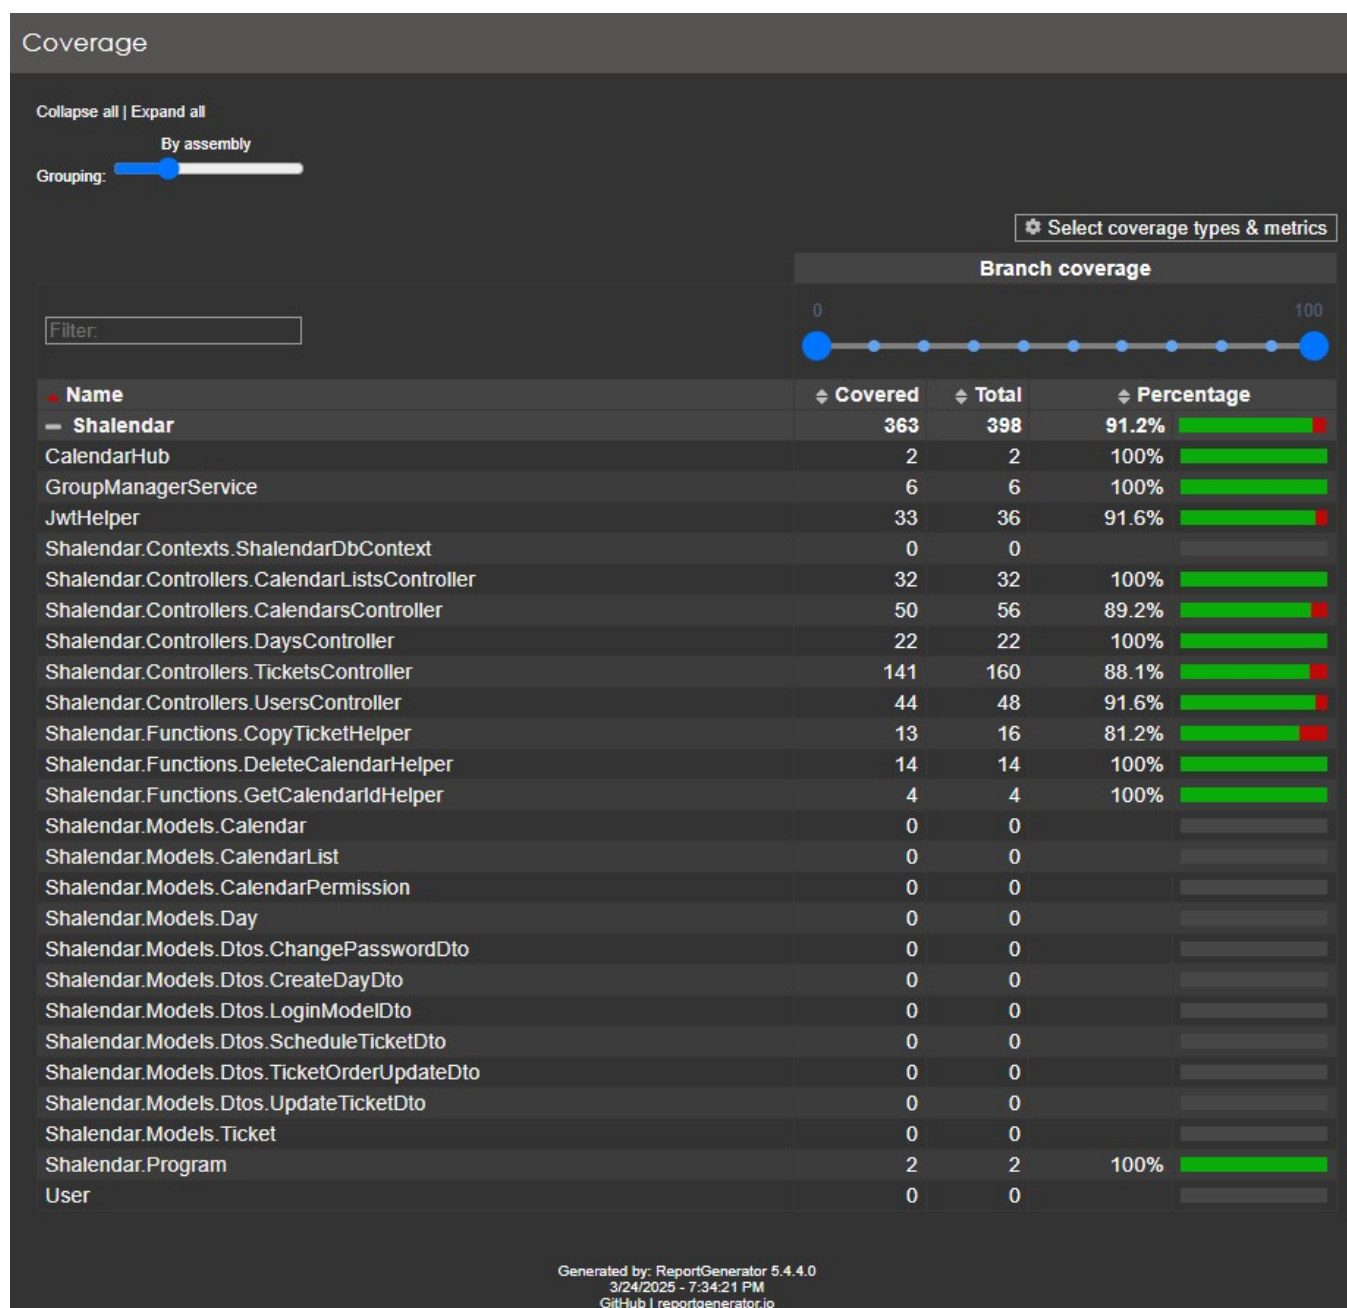 Coverage
Collapse all | Expand all
By assembly
Grouping:
Select coverage types & metrics
Branch coverage
0 100
Filter:
Name Covered Total Percentage
Shalendar 363 398 91.2%
CalendarHub 2 2 100%
GroupManagerService 6 6 100%
JwtHelper 33 36 91.6%
Shalendar.Contexts.ShalendarDbContext 0 0
Shalendar.Controllers.CalendarListsController 32 32 100%
Shalendar.Controllers.CalendarsController 50 56 89.2%
Shalendar.Controllers.DaysController 22 22 100%
Shalendar.Controllers.TicketsController 141 160 88.1%
Shalendar.Controllers.UsersController 44 48 91.6%
Shalendar.Functions.CopyTicketHelper 13 16 81.2%
Shalendar.Functions.DeleteCalendarHelper 14 14 100%
Shalendar.Functions.GetCalendarIdHelper 4 4 100%
Shalendar.Models.Calendar 0 0
Shalendar.Models.CalendarList 0 0
Shalendar.Models.CalendarPermission 0 0
Shalendar.Models.Day 0 0
Shalendar.Models.Dtos.ChangePasswordDto 0 0
Shalendar.Models.Dtos.CreateDayDto 0 0
Shalendar.Models.Dtos.LoginModelDto 0 0
Shalendar.Models.Dtos.ScheduleTicketDto 0 0
Shalendar.Models.Dtos.TicketOrderUpdateDto 0 0
Shalendar.Models.Dtos.UpdateTicketDto 0 0
Shalendar.Models.Ticket 0 0
Shalendar.Program 2 2 100%
User 0 0
Generated by: ReportGenerator 5.4.4.0
3/24/2025 - 7:34:21 PM
GitHub | reportgenerator.io